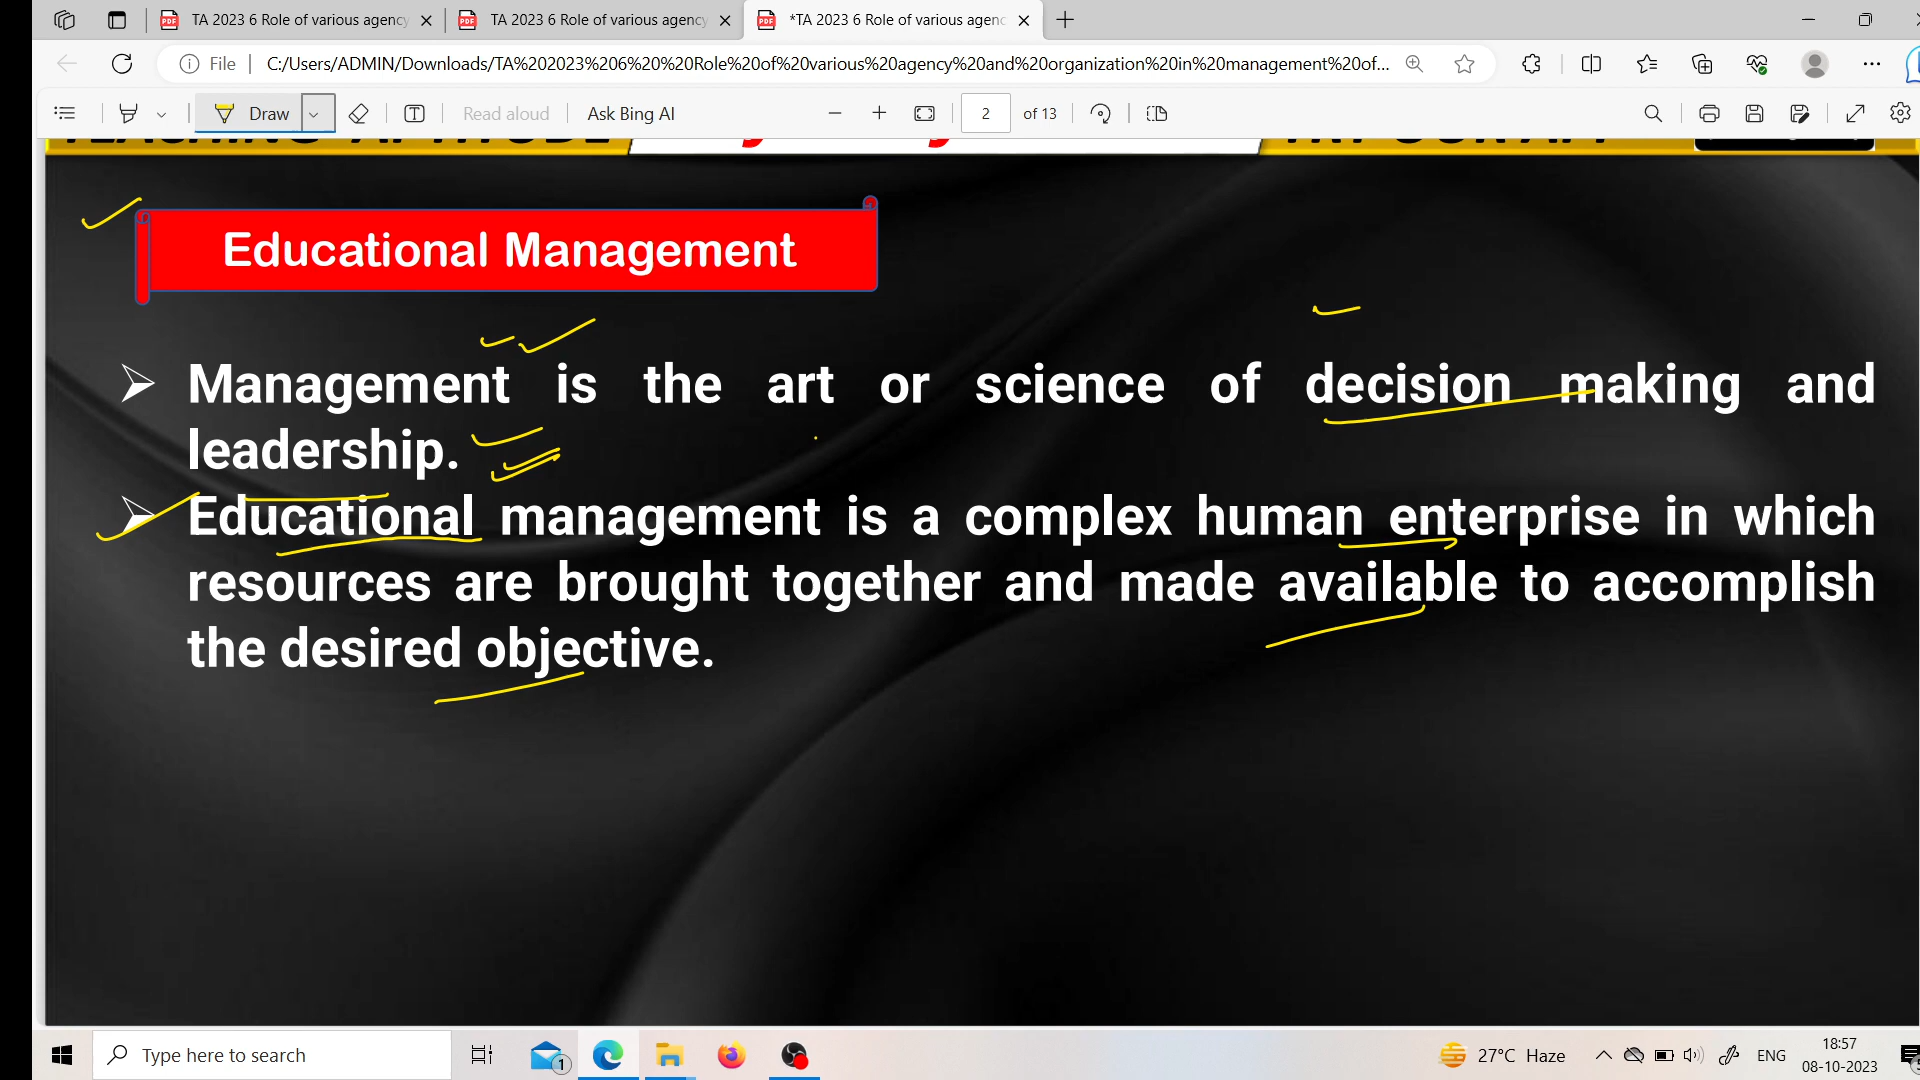 TA 2023 6 Role of various agency
TA 2023 6 Role of various agency
*TA 2023 6 Role of various agenc
File
C:/Users/ADMIN/Downloads/TA%202023%206%20%20Role%20of%20various%20agency%20and%20organization%20in%20management%20of...
Draw
Read aloud
Ask Bing AI
2
of 13
Educational Management
Management is the art or science of decision making and
leadership.
Educational management is a complex human enterprise in which
resources are brought together and made available to accomplish
the desired objective.
Type here to search
1
27°C Haze
ENG
18:57
08-10-2023